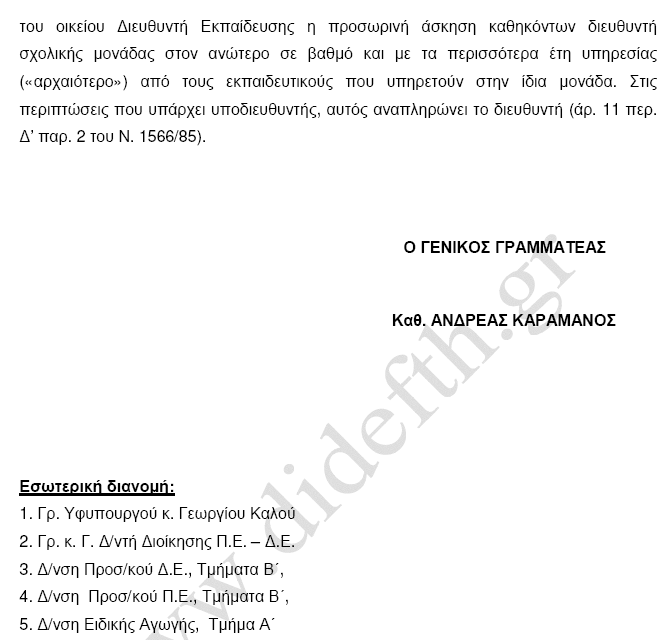 του οικείου Διευθυντή Εκπαίδευσης η προσωρινή άσκηση καθηκόντων διευθυντή
σχολικής μονάδας στον ανώτερο σε βαθμό και με τα περισσότερα έτη υπηρεσίας
(«αρχαιότερο») από τους εκπαιδευτικούς που υπηρετούν στην ίδια μονάδα. Στις
περιπτώσεις που υπάρχει υποδιευθυντής, αυτός αναπληρώνει το διευθυντή (άρ. 11 περ.
Δ’ παρ. 2 του Ν. 1566/85).
Ο ΓΕΝΙΚΟΣ ΓΡΑΜΜΑΤΕΑΣ
Καθ. ΑΝΔΡΕΑΣ ΚΑΡΑΜΑΝΟΣ
Εσωτερική διανομή:
1. Γρ. Υφυπουργού κ. Γεωργίου Καλού
2. Γρ. κ. Γ. Δ/ντή Διοίκησης Π.Ε. – Δ.Ε.
3. Δ/νση Προσ/κού Δ.Ε., Τμήματα Β΄,
4. Δ/νση  Προσ/κού Π.Ε., Τμήματα Β΄,
5. Δ/νση Ειδικής Αγωγής,  Τμήμα Α΄
www.didefth.gr